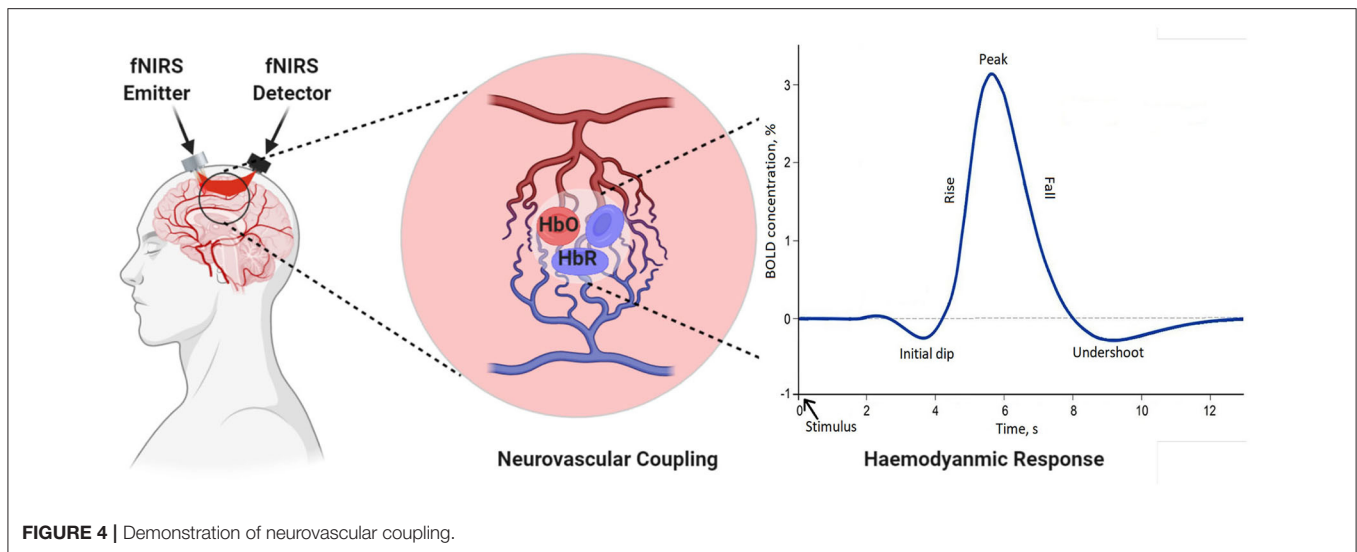 fNIRS
Emitter
fNIRS
Detector
HbO
HbR
Neurovascular Coupling
BOLD concentration, %
3
2
1
0
-1
Peak
Rise
Fall
Initial dip
Undershoot
0
2
4
6
8
10
12
Stimulus
Time, s
Haemodyanmic Response
FIGURE 4 | Demonstration of neurovascular coupling.